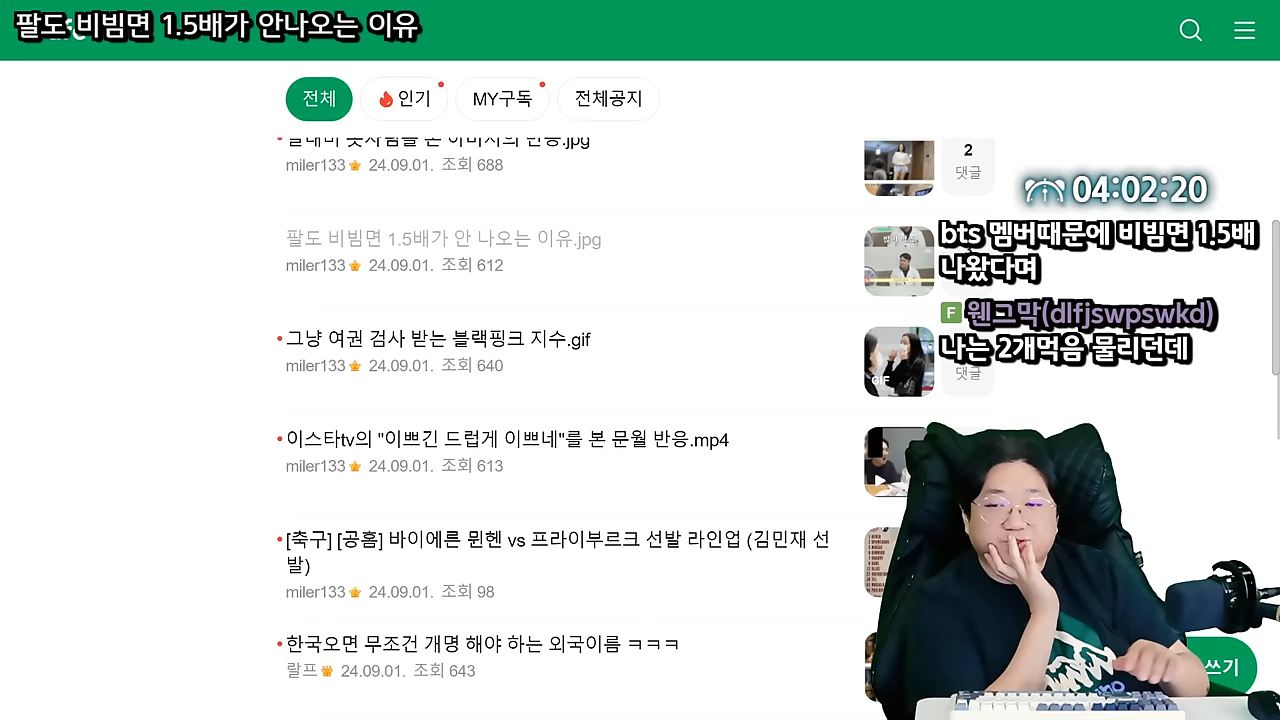 팔도 비빔면 1.5배가 안나오는 이유
전체
인기
MY구독
전체공지
miler133 24.09.01. 조회 688
2
댓글
팔도 비빔면 1.5배가 안 나오는 이유.jpg
miler133 24.09.01. 조회 612
그냥 여권 검사 받는 블랙핑크 지수.gif
miler133 24.09.01. 조회 640
GIF
댓글
이스타tv의 "이쁘긴 드럽게 이쁘네"를 본 문월 반응.mp4
miler133 24.09.01. 조회 613
[축구] [공홈] 바이에른 뮌헨 vs 프라이부르크 선발 라인업 (김민재 선
발)
miler133 24.09.01. 조회 98
한국오면 무조건 개명 해야 하는 외국이름 ㅋㅋㅋ
랄프 24.09.01. 조회 643
04:02:20
bts 멤버때문에 비빔면 1.5배
나왔다며
F 웬그막(dlfjswpswkd)
나는 2개먹음 물리던데
쓰기